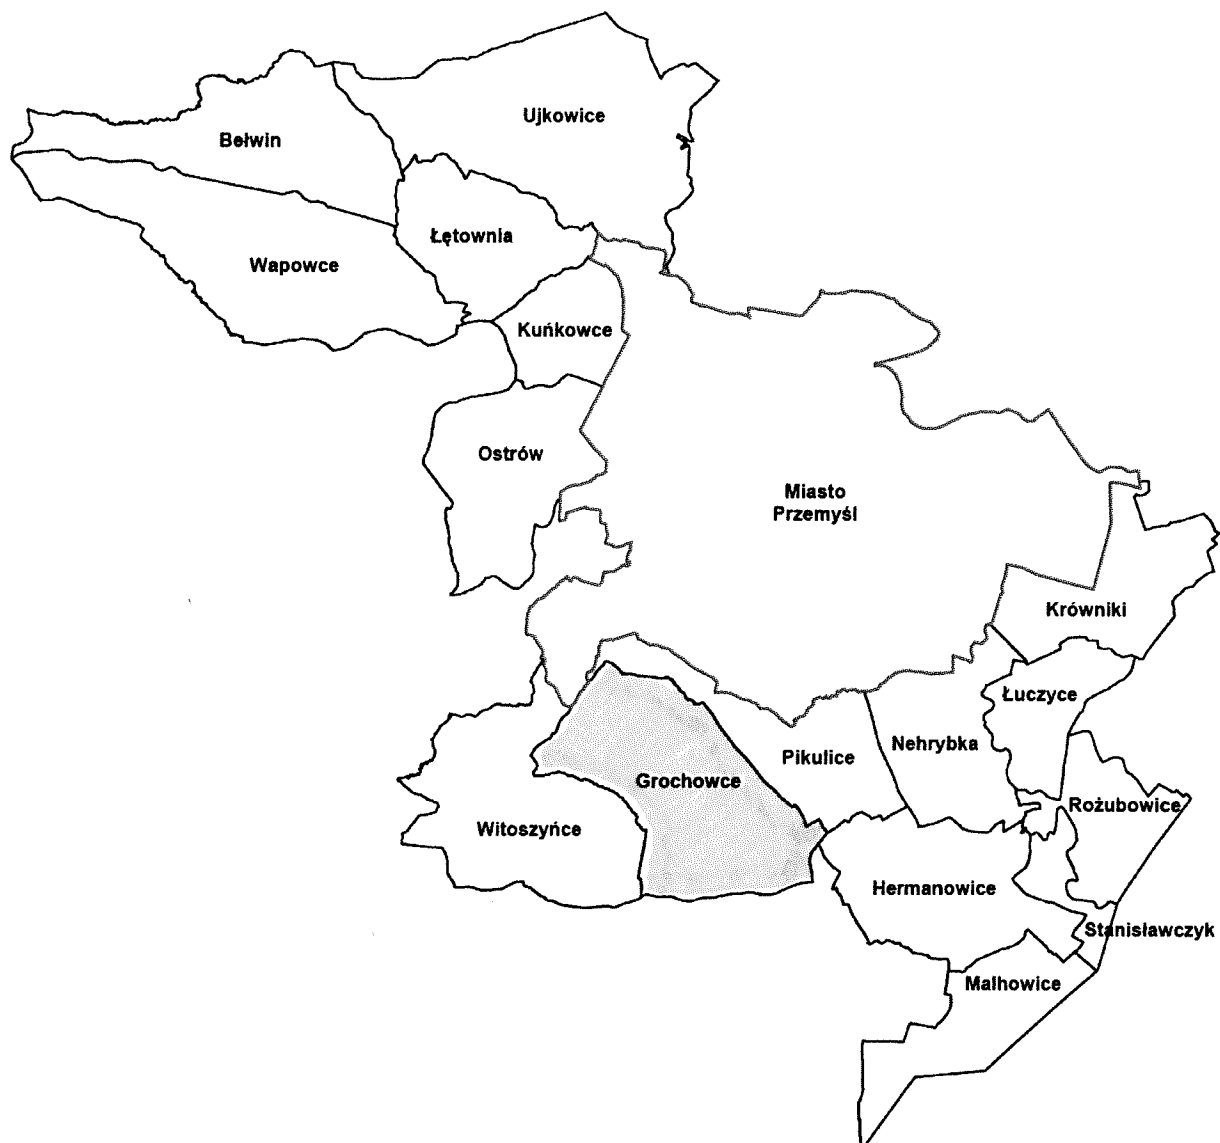 Ujkowice
Bełwin
Łętownia
Wapowce
Kuńkowce
Ostrów
Miasto
Przemyśl
Krówniki
Łuczyce
Nehrybka
Pikulice
Grochowce
Rożubowice
Witoszyńce
Hermanowice
Stanisławczyk
Malhowice